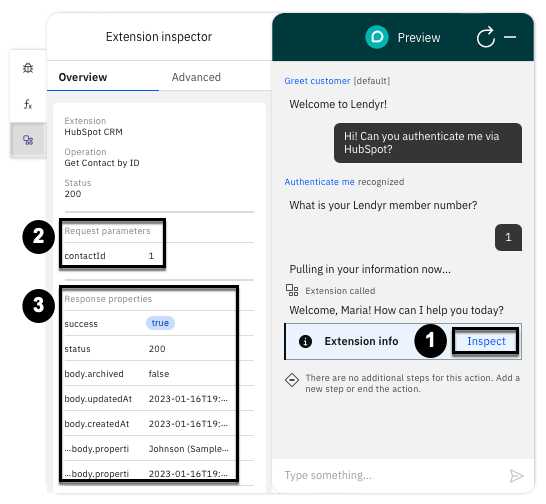 Extension inspector
Overview
Advanced
Extension
HubSpot CRM
Operation
Get Contact by ID
Status
200
2
Request parameters
contactId 1
3
Response properties
success true
status 200
body.archived false
body.updatedAt 2023-01-16T19:...
body.createdAt 2023-01-16T19:...
...body.properti Johnson (Sample...
...body.properti 2023-01-16T19:...
Preview
Greet customer [default]
Welcome to Lendyr!
Hi! Can you authenticate me via
HubSpot?
Authenticate me recognized
What is your Lendyr member number?
1
Pulling in your information now...
Extension called
Welcome, Maria! How can I help you today?
Extension info
1
Inspect
There are no additional steps for this action. Add a
new step or end the action.
Type something...